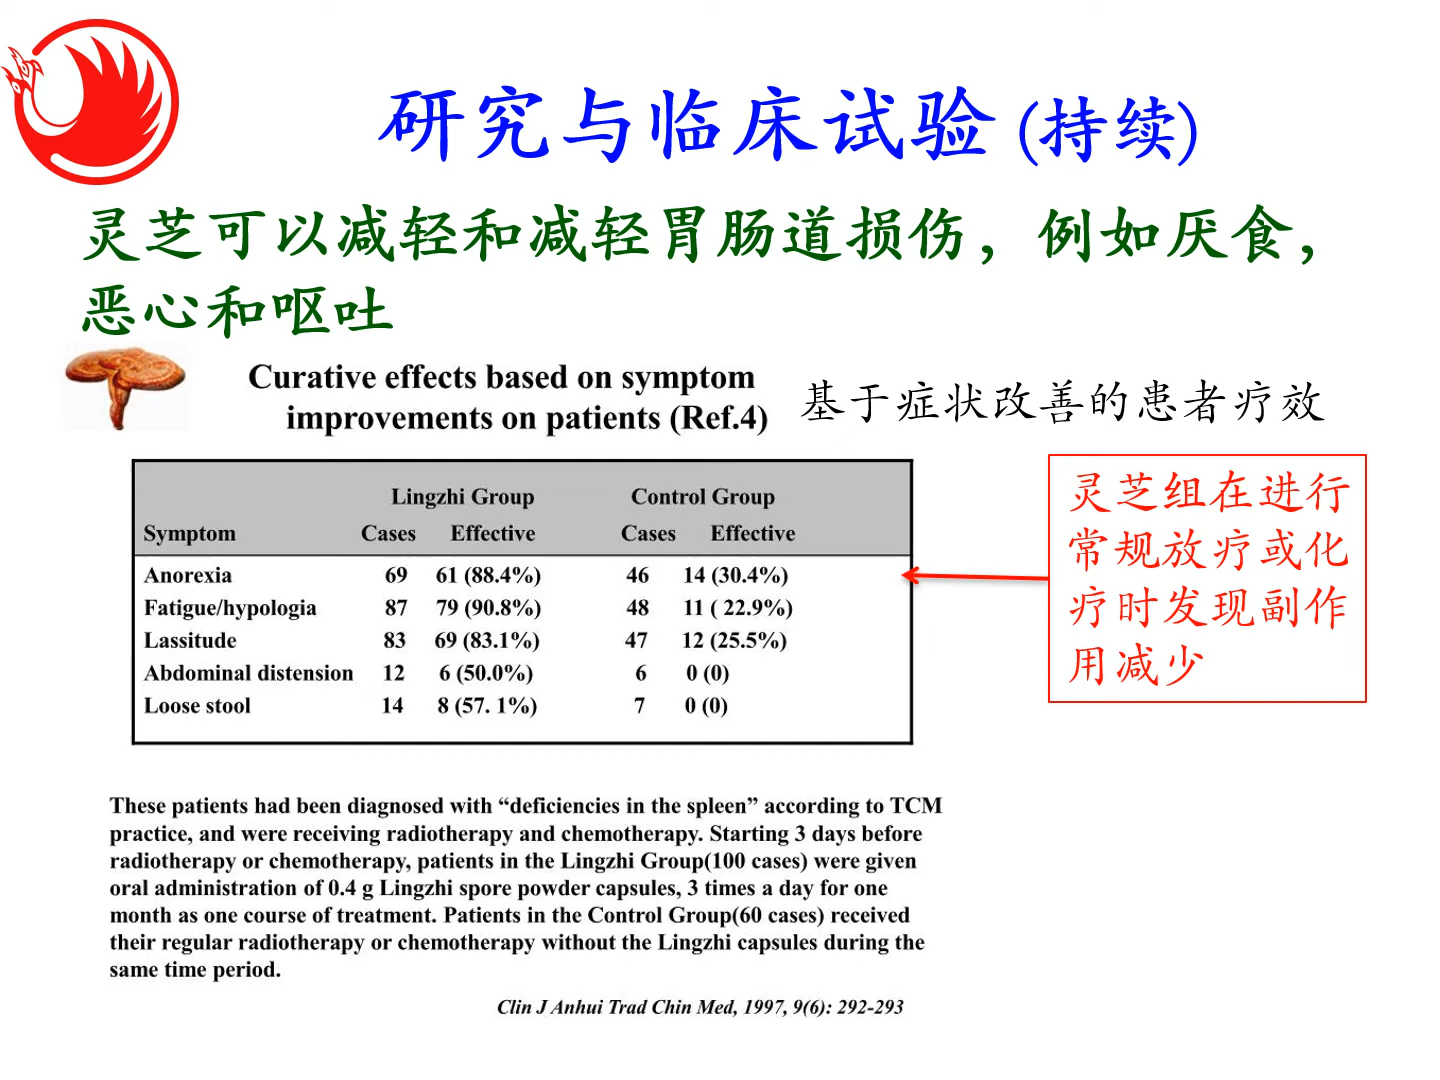 研究与临床试验 (持续)
灵芝可以减轻和减轻胃肠道损伤，例如厌食，
恶心和呕吐
Curative effects based on symptom
improvements on patients (Ref.4)
基于症状改善的患者疗效
Lingzhi Group Control Group
Symptom Cases Effective Cases Effective
Anorexia 69 61 (88.4%) 46 14 (30.4%)
Fatigue/hypologia 87 79 (90.8%) 48 11 ( 22.9%)
Lassitude 83 69 (83.1%) 47 12 (25.5%)
Abdominal distension 12 6 (50.0%) 6 0 (0)
Loose stool 14 8 (57. 1%) 7 0 (0)
灵芝组在进行
常规放疗或化
疗时发现副作
用减少
These patients had been diagnosed with “deficiencies in the spleen” according to TCM
practice, and were receiving radiotherapy and chemotherapy. Starting 3 days before
radiotherapy or chemotherapy, patients in the Lingzhi Group(100 cases) were given
oral administration of 0.4 g Lingzhi spore powder capsules, 3 times a day for one
month as one course of treatment. Patients in the Control Group(60 cases) received
their regular radiotherapy or chemotherapy without the Lingzhi capsules during the
same time period.
Clin J Anhui Trad Chin Med, 1997, 9(6): 292-293